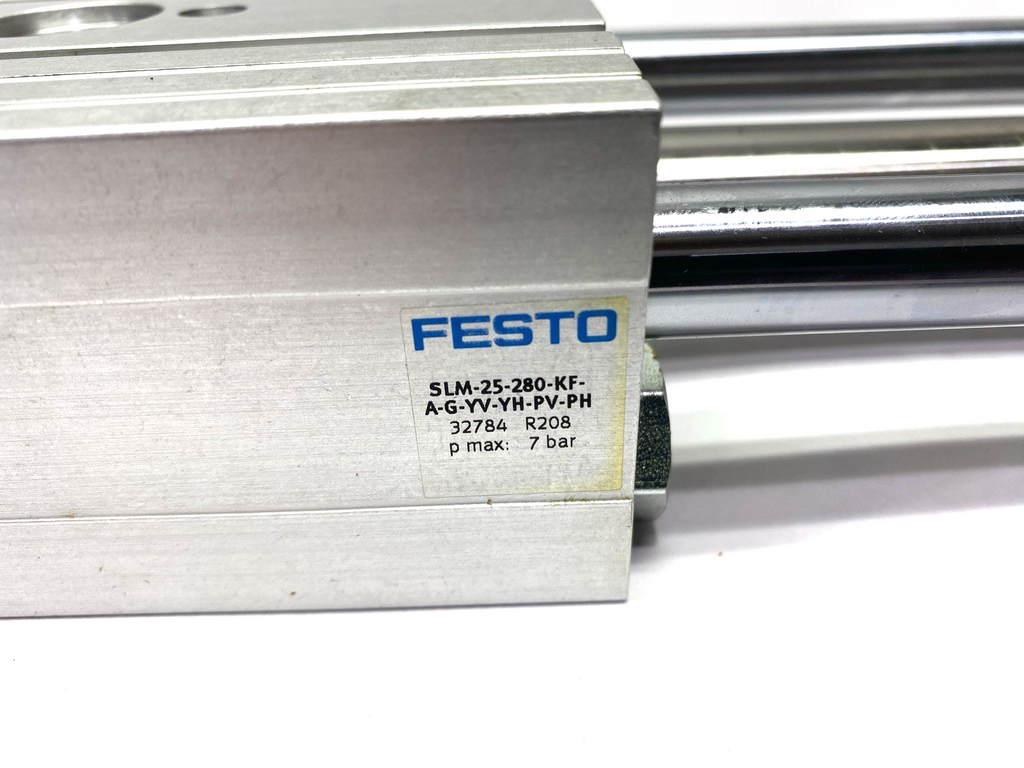 FESTO
SLM-25-280-KF-
A-G-YV-YH-PV-PH
32784 R208
p max: 7 bar